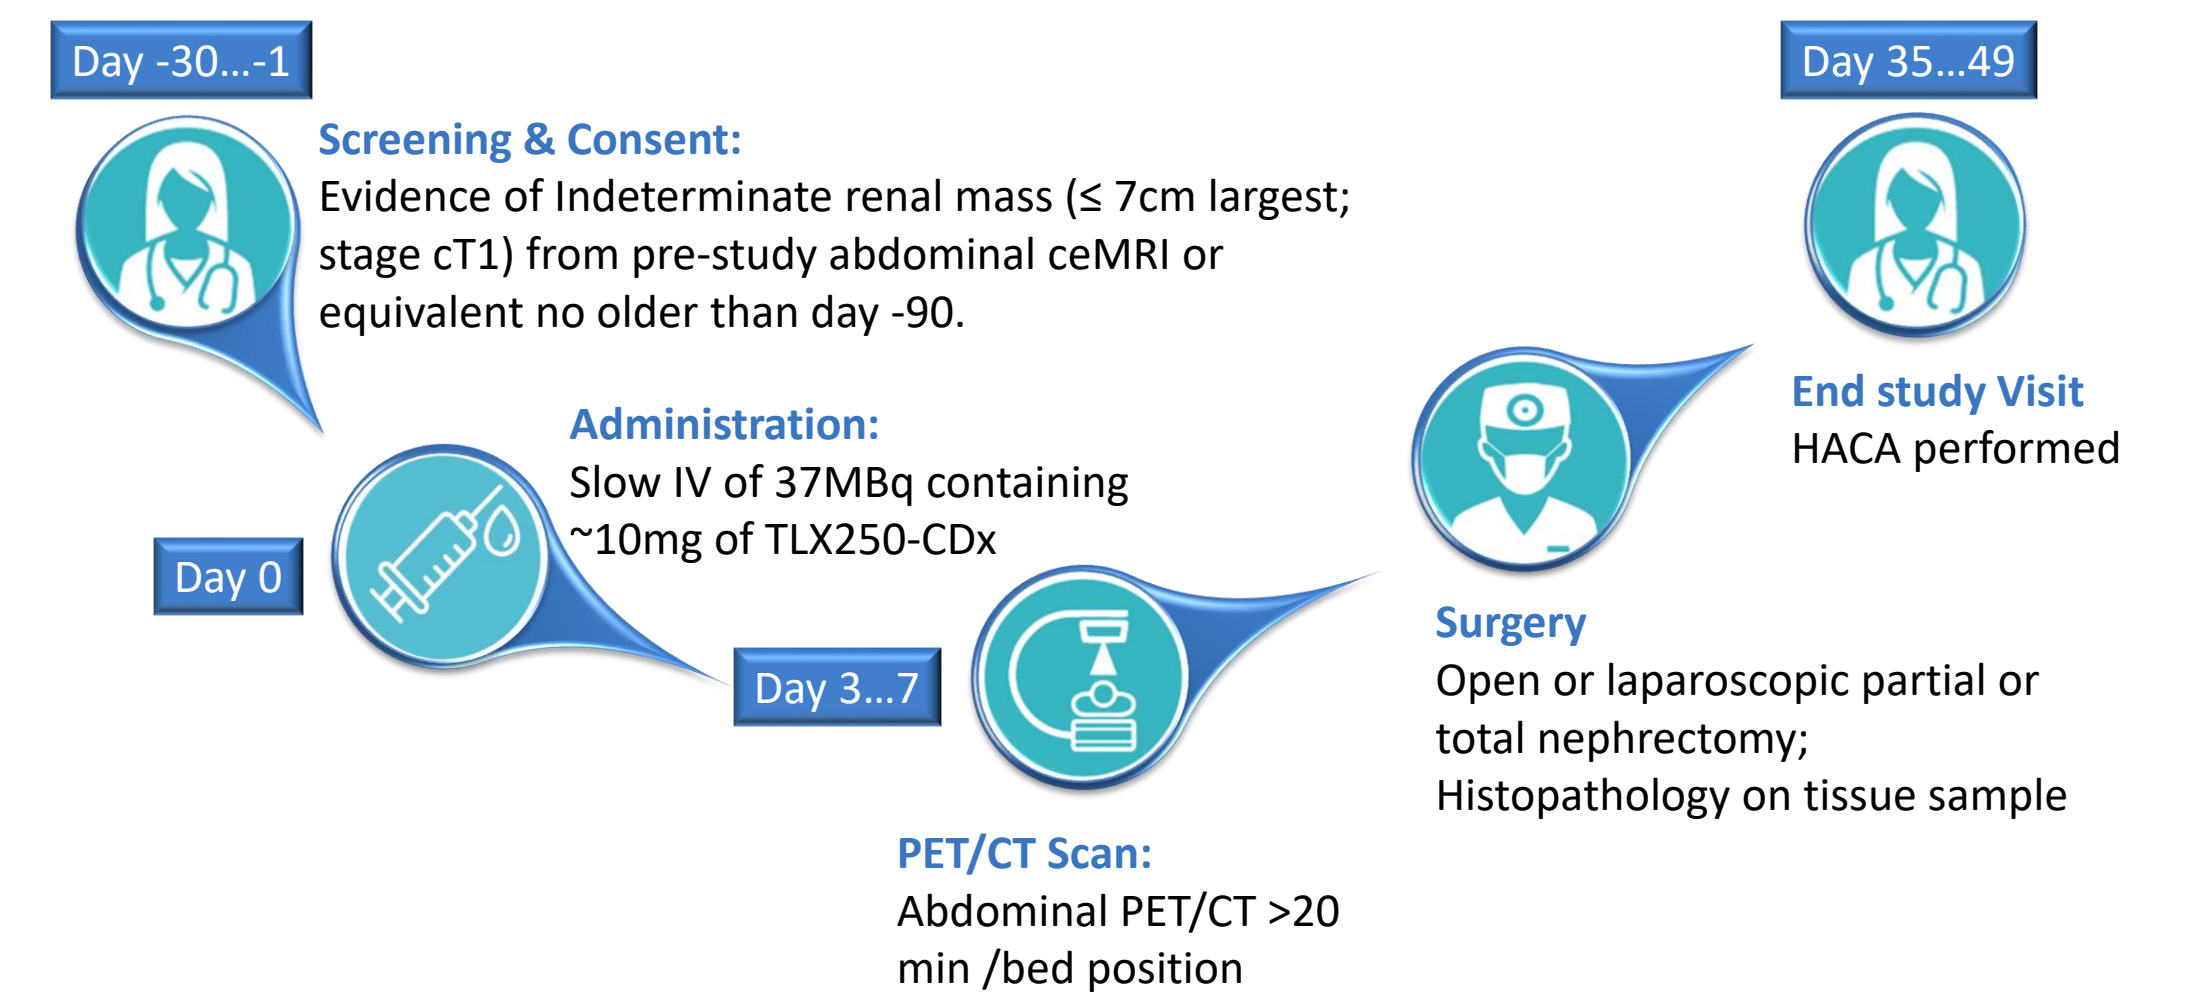 Day -30...-1
Screening & Consent:
Evidence of Indeterminate renal mass (≤ 7cm largest;
stage cT1) from pre-study abdominal ceMRI or
equivalent no older than day -90.
Day 0
Administration:
Slow IV of 37MBq containing
~10mg of TLX250-CDx
Day 3...7
PET/CT Scan:
Abdominal PET/CT >20
min /bed position
Surgery
Open or laparoscopic partial or
total nephrectomy;
Histopathology on tissue sample
Day 35...49
End study Visit
HACA performed